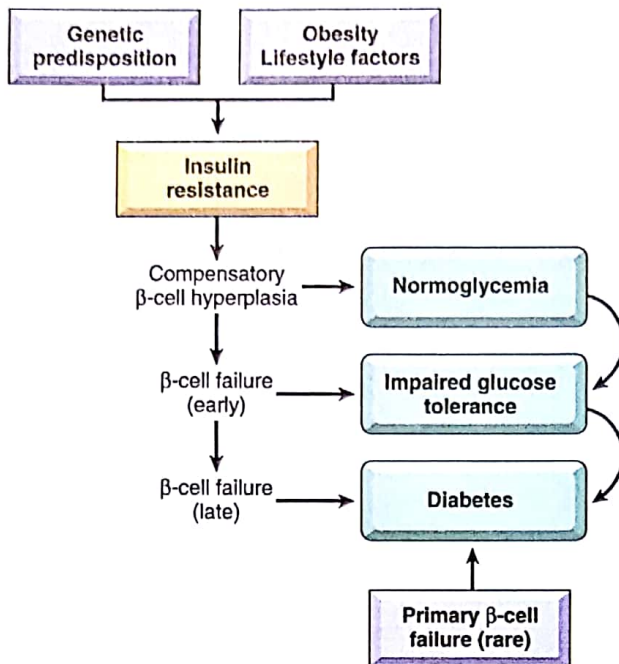 Genetic
predisposition
Obesity
Lifestyle factors
Insulin
resistance
Compensatory
β-cell hyperplasia
Normoglycemia
β-cell failure
(early)
Impaired glucose
tolerance
β-cell failure
(late)
Diabetes
Primary β-cell
failure (rare)